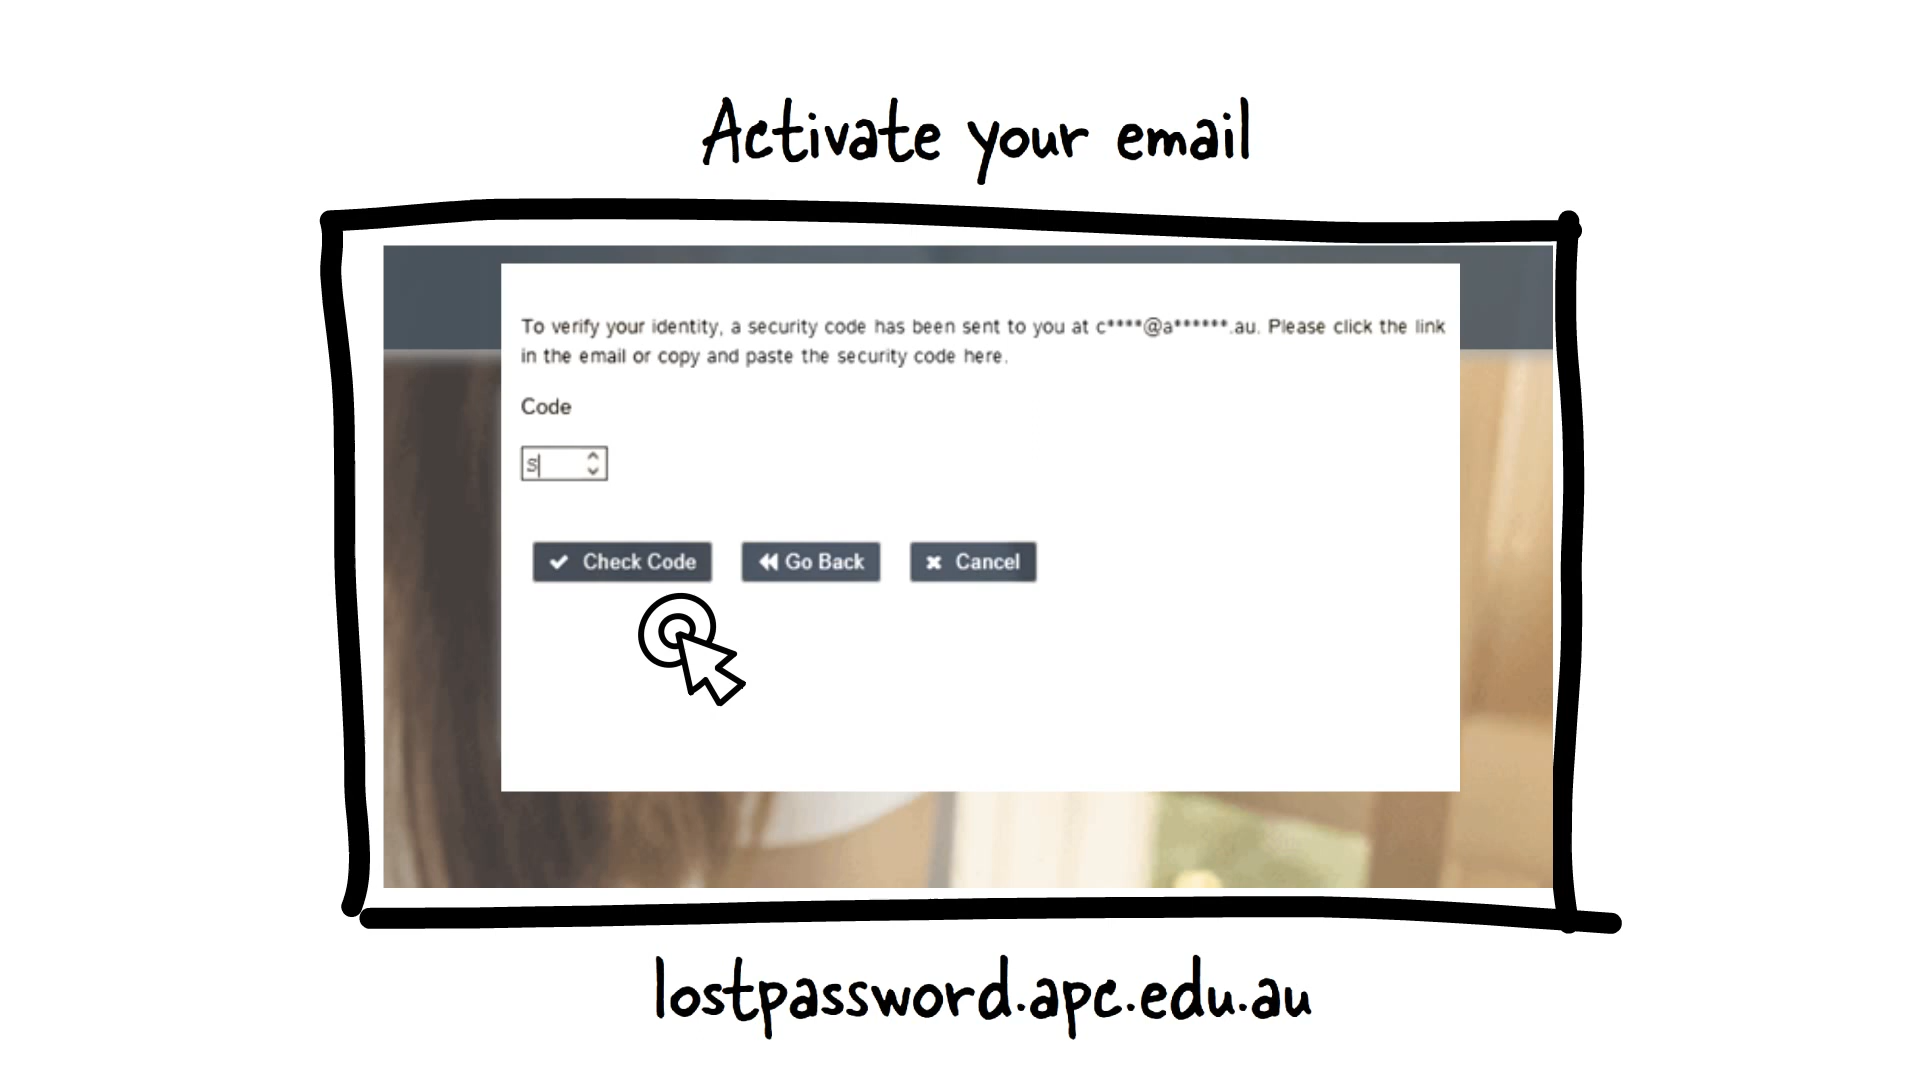 Activate your email
To verify your identity, a security code has been sent to you at c****@a******.au. Please click the link
in the email or copy and paste the security code here.
Code
s
Check Code Go Back Cancel
lostpassword.apc.edu.au